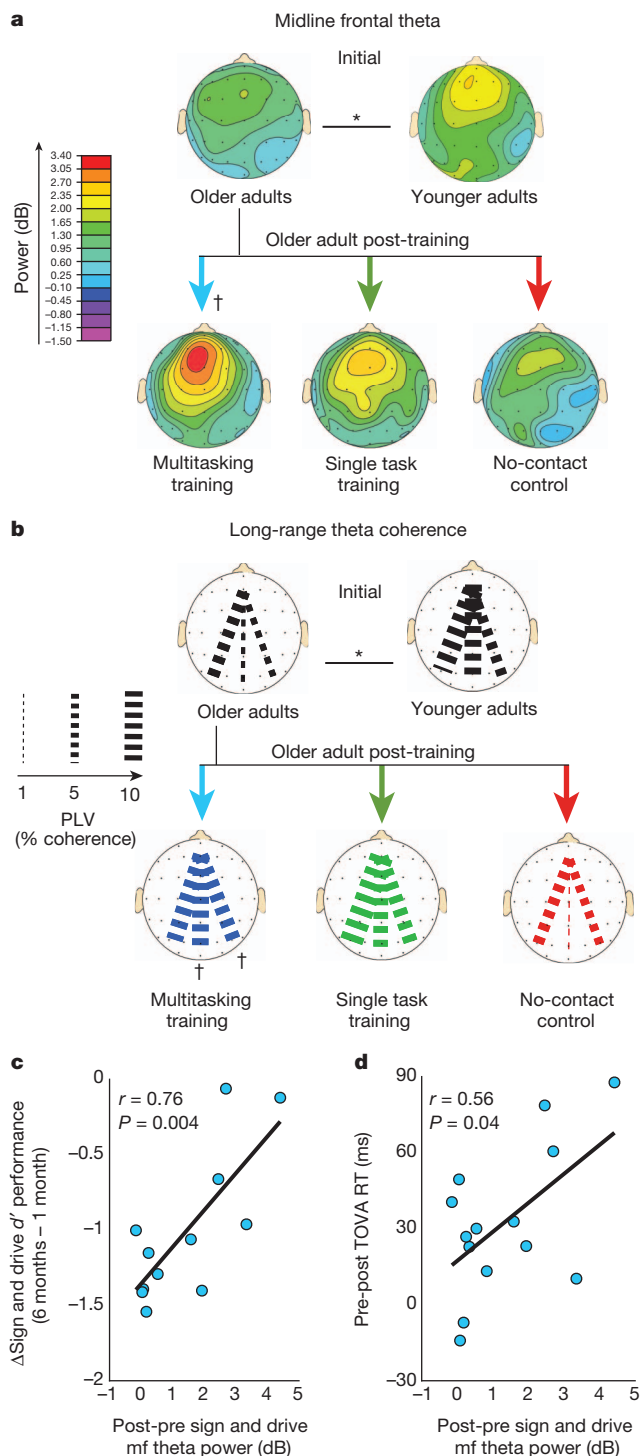 a
Midline frontal theta
Initial
*
Older adults
Younger adults
Power (dB)
3.40
3.05
2.70
2.35
2.00
1.65
1.30
0.95
0.60
0.25
−0.10
−0.45
−0.80
−1.15
−1.50
Older adult post-training
†
Multitasking
training
Single task
training
No-contact
control
b
Long-range theta coherence
Initial
*
Older adults
Younger adults
1 5 10
PLV
(% coherence)
Older adult post-training
† †
Multitasking
training
Single task
training
No-contact
control
c
r = 0.76
P = 0.004
0
−0.5
−1
−1.5
−2
ΔSign and drive d′ performance
(6 months – 1 month)
−1 0 1 2 3 4 5
Post-pre sign and drive
mf theta power (dB)
d
r = 0.56
P = 0.04
90
60
30
0
−30
Pre-post TOVA RT (ms)
−1 0 1 2 3 4 5
Post-pre sign and drive
mf theta power (dB)